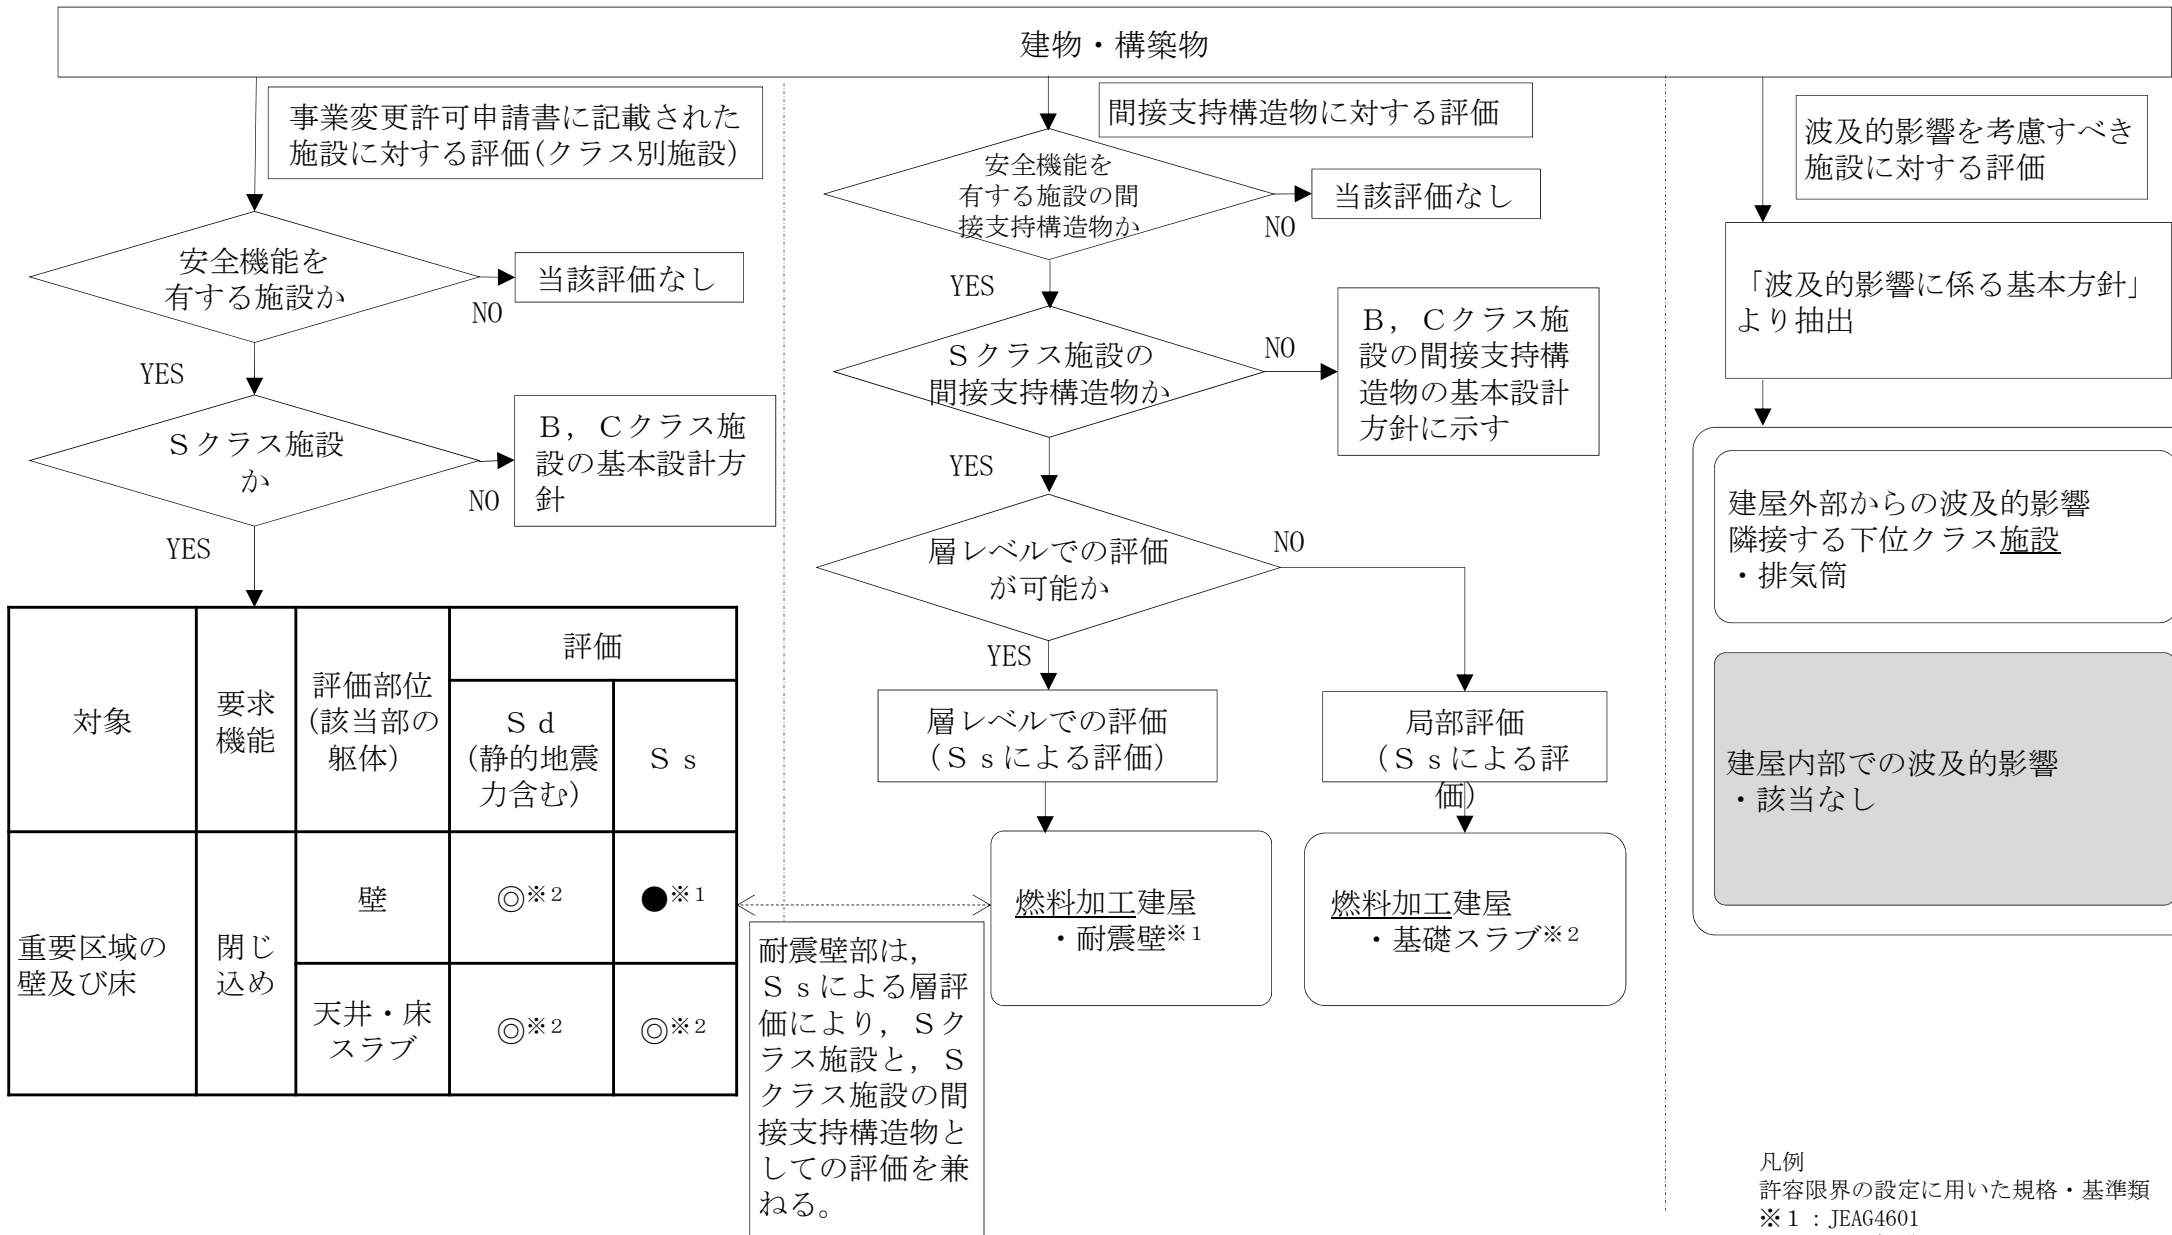 建物・構築物
事業変更許可申請書に記載された
施設に対する評価(クラス別施設)
安全機能を
有する施設か
NO
当該評価なし
YES
Ｓクラス施設
か
NO
Ｂ，Ｃクラス施
設の基本設計方
針
YES
対象
要求
機能
評価部位
(該当部の
躯体)
評価
Ｓｄ
(静的地震
力含む)
Ｓｓ
重要区域の
壁及び床
閉じ
込め
壁
◎※2
●※1
天井・床
スラブ
◎※2
◎※2
間接支持構造物に対する評価
安全機能を
有する施設の間
接支持構造物か
NO
当該評価なし
YES
Ｓクラス施設の
間接支持構造物か
NO
Ｂ，Ｃクラス施
設の間接支持構
造物の基本設計
方針に示す
YES
層レベルでの評価
が可能か
NO
YES
層レベルでの評価
（Ｓｓによる評価）
局部評価
（Ｓｓによる評
価）
燃料加工建屋
・耐震壁※1
燃料加工建屋
・基礎スラブ※2
耐震壁部は，
Ｓｓによる層評
価により，Ｓク
ラス施設と，Ｓ
クラス施設の間
接支持構造物と
しての評価を兼
ねる。
波及的影響を考慮すべき
施設に対する評価
「波及的影響に係る基本方針」
より抽出
建屋外部からの波及的影響
隣接する下位クラス施設
・排気筒
建屋内部での波及的影響
・該当なし
凡例
許容限界の設定に用いた規格・基準類
※１：JEAG4601